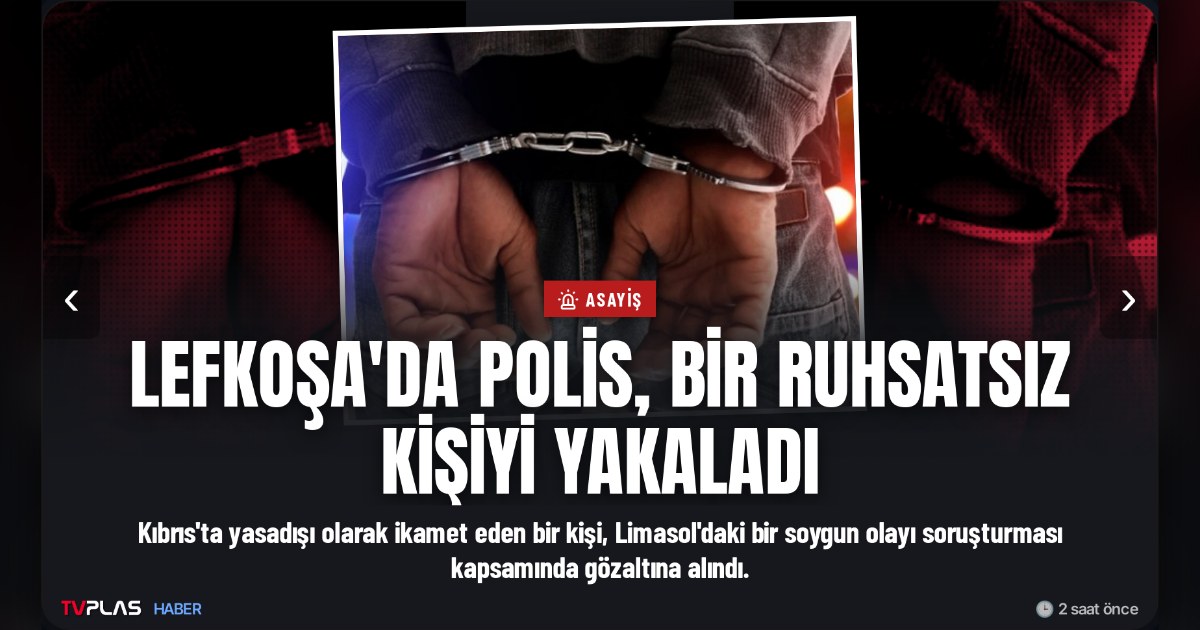 ASAYİŞ
LEFKOŞA'DA POLİS, BİR RUHSATSIZ
KİŞİYİ YAKALADI
Kıbrıs'ta yasadışı olarak ikamet eden bir kişi, Limasol'daki bir soygun olayı soruşturması
kapsamında gözaltına alındı.
TVPLAS HABER
2 saat önce